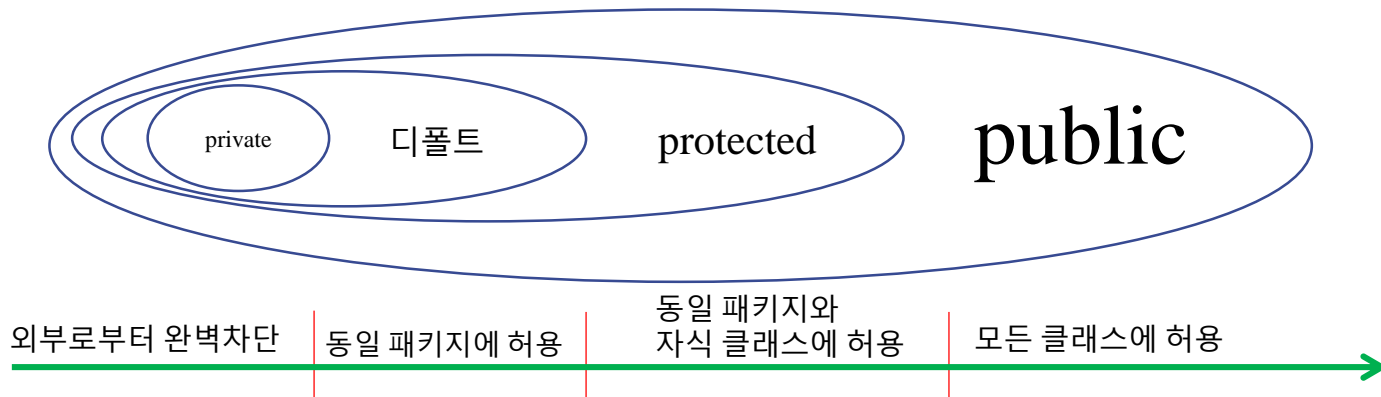 private
디폴트
protected
public
외부로부터 완벽차단
동일 패키지에 허용
동일 패키지와
자식 클래스에 허용
모든 클래스에 허용